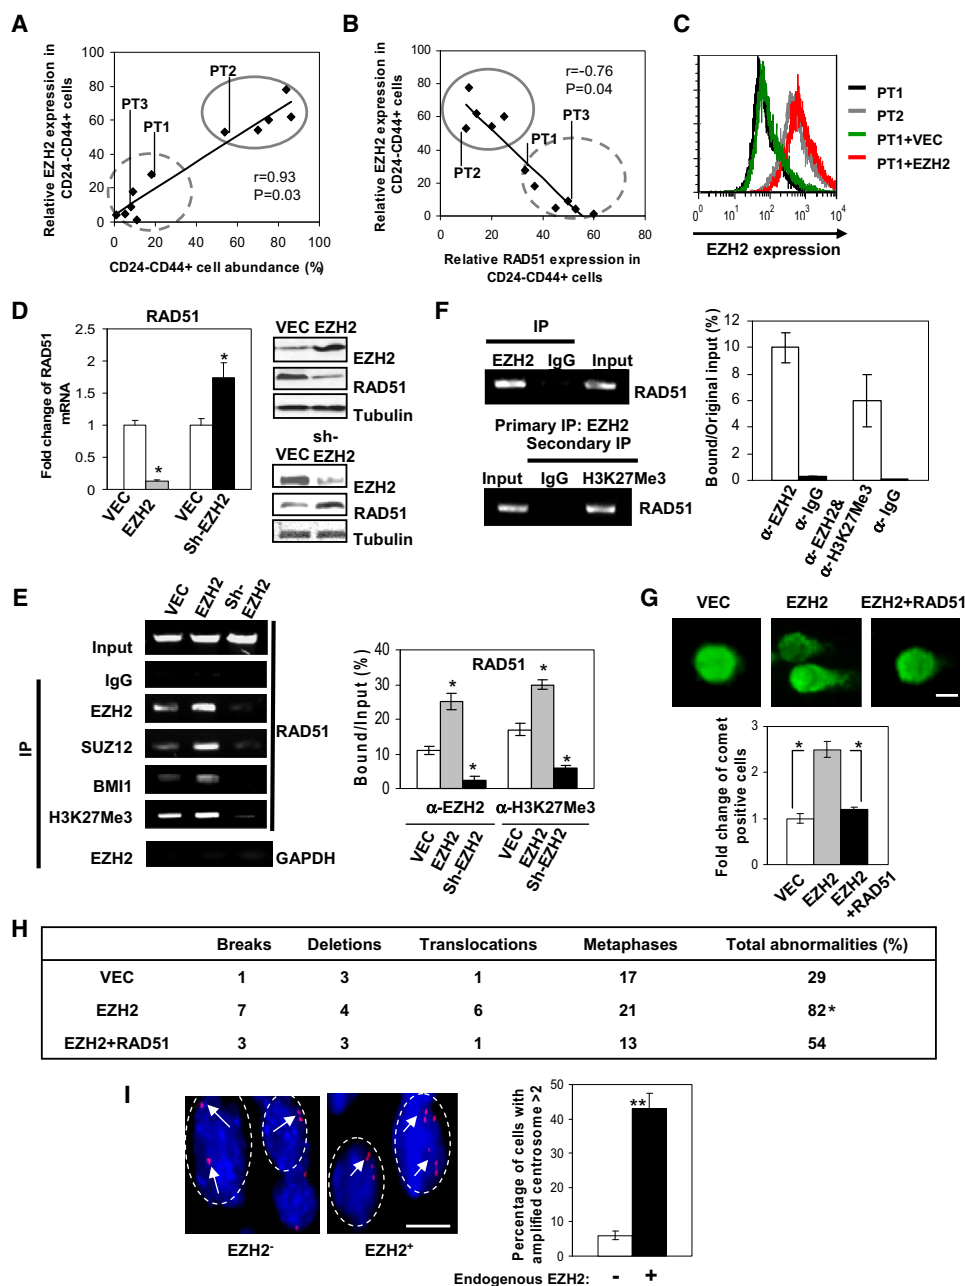 A
Relative EZH2 expression in
CD24-CD44+ cells
100
80
60
40
20
0
PT2
PT3
PT1
r=0.93
P=0.03
0 20 40 60 80 100
CD24-CD44+ cell abundance (%)
B
Relative EZH2 expression in
CD24-CD44+ cells
100
80
60
40
20
0
r=-0.76
P=0.04
PT3
PT1
PT2
0 20 40 60 80
Relative RAD51 expression in
CD24-CD44+ cells
C
PT1
PT2
PT1+VEC
PT1+EZH2
0 10¹ 10² 10³ 10⁴
EZH2 expression
D
RAD51
Fold change of RAD51
mRNA
2.5
2
1.5
1
0.5
0
*
*
VEC
EZH2
VEC
Sh-EZH2
VEC EZH2
EZH2
RAD51
Tubulin
sh-
VEC EZH2
EZH2
RAD51
Tubulin
F
IP
EZH2 IgG Input
RAD51
Primary IP: EZH2
Secondary IP
Input IgG H3K27Me3
RAD51
Bound/Original input (%)
12
10
8
6
4
2
0
α-EZH2
α-IgG
α-EZH2&
α-H3K27Me3
α-IgG
E
VEC
EZH2
Sh-
EZH2
Input
IgG
EZH2
SUZ12
BMI1
H3K27Me3
EZH2
IP
RAD51
GAPDH
Bound/Input (%)
40
30
20
10
0
RAD51
*
*
*
*
α-EZH2 α-H3K27Me3
VEC
EZH2
Sh-EZH2
VEC
EZH2
Sh-EZH2
G
VEC EZH2 EZH2+RAD51
Fold change of comet
positive cells
3
2
1
0
* *
VEC
EZH2
EZH2
+RAD51
H
Breaks Deletions Translocations Metaphases Total abnormalities (%)
VEC 1 3 1 17 29
EZH2 7 4 6 21 82*
EZH2+RAD51 3 3 1 13 54
I
EZH2⁻ EZH2⁺
Percentage of cells with
amplified centrosome >2
50
40
30
20
10
0
**
Endogenous EZH2: - +